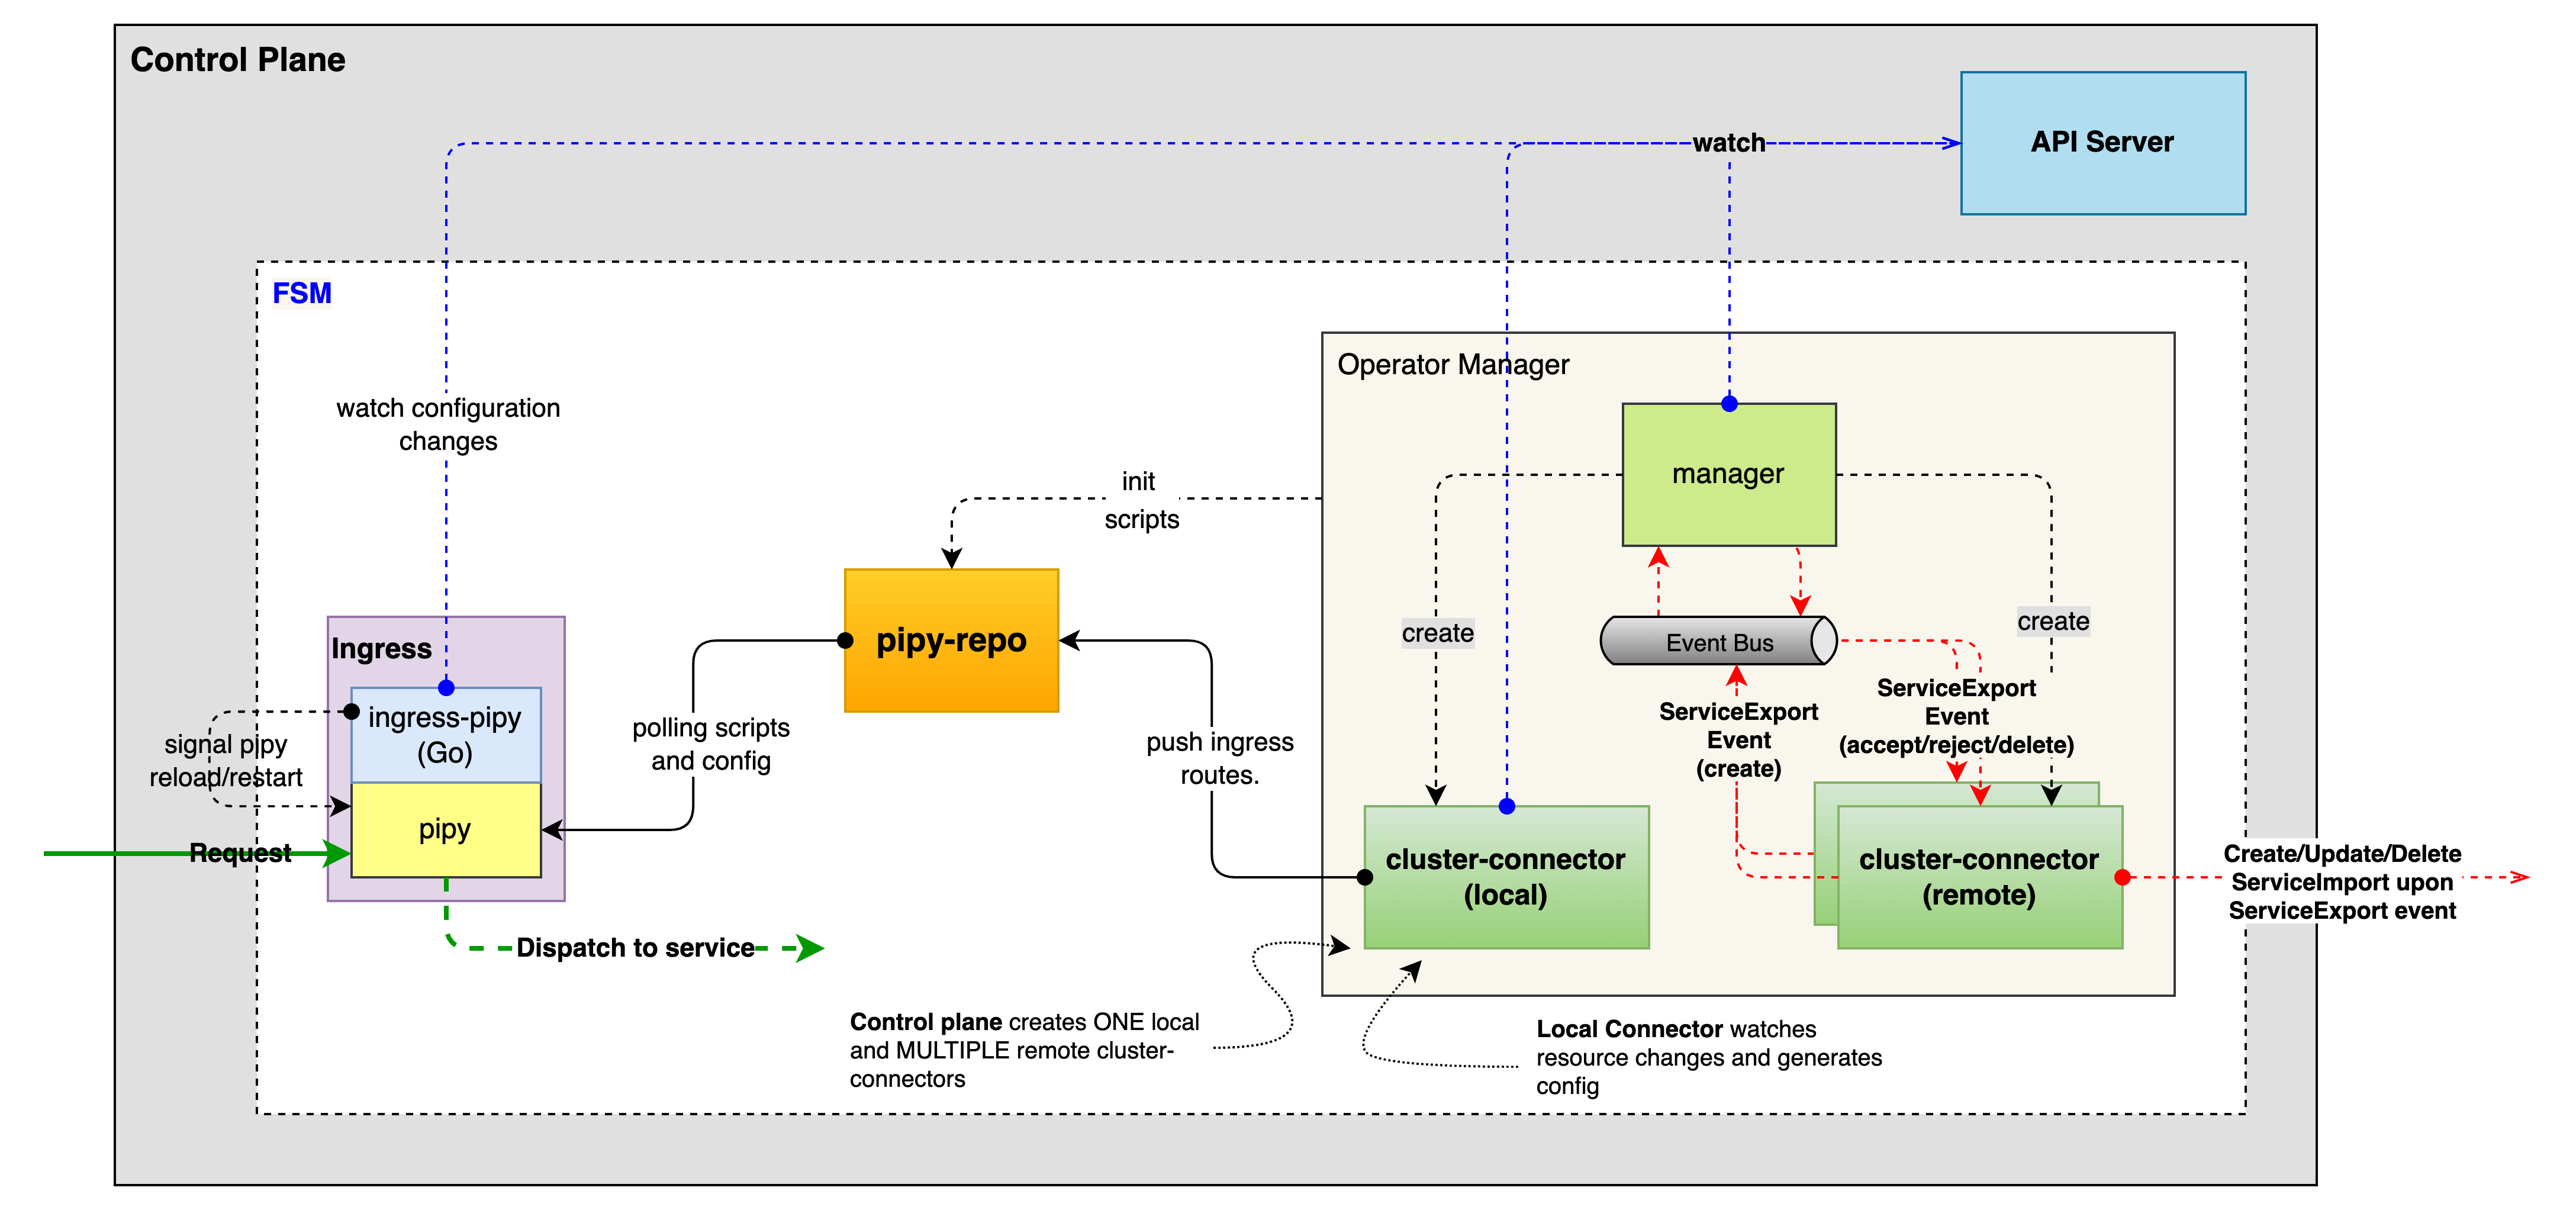 Control Plane
API Server
watch
FSM
Operator Manager
watch configuration
changes
manager
init
scripts
create
create
Event Bus
pipy-repo
Ingress
ingress-pipy
(Go)
signal pipy
reload/restart
pipy
Request
Dispatch to service
polling scripts
and config
push ingress
routes.
ServiceExport
Event
(create)
ServiceExport
Event
(accept/reject/delete)
cluster-connector
(local)
cluster-connector
(remote)
Create/Update/Delete
ServiceImport upon
ServiceExport event
Control plane creates ONE local
and MULTIPLE remote cluster-
connectors
Local Connector watches
resource changes and generates
config